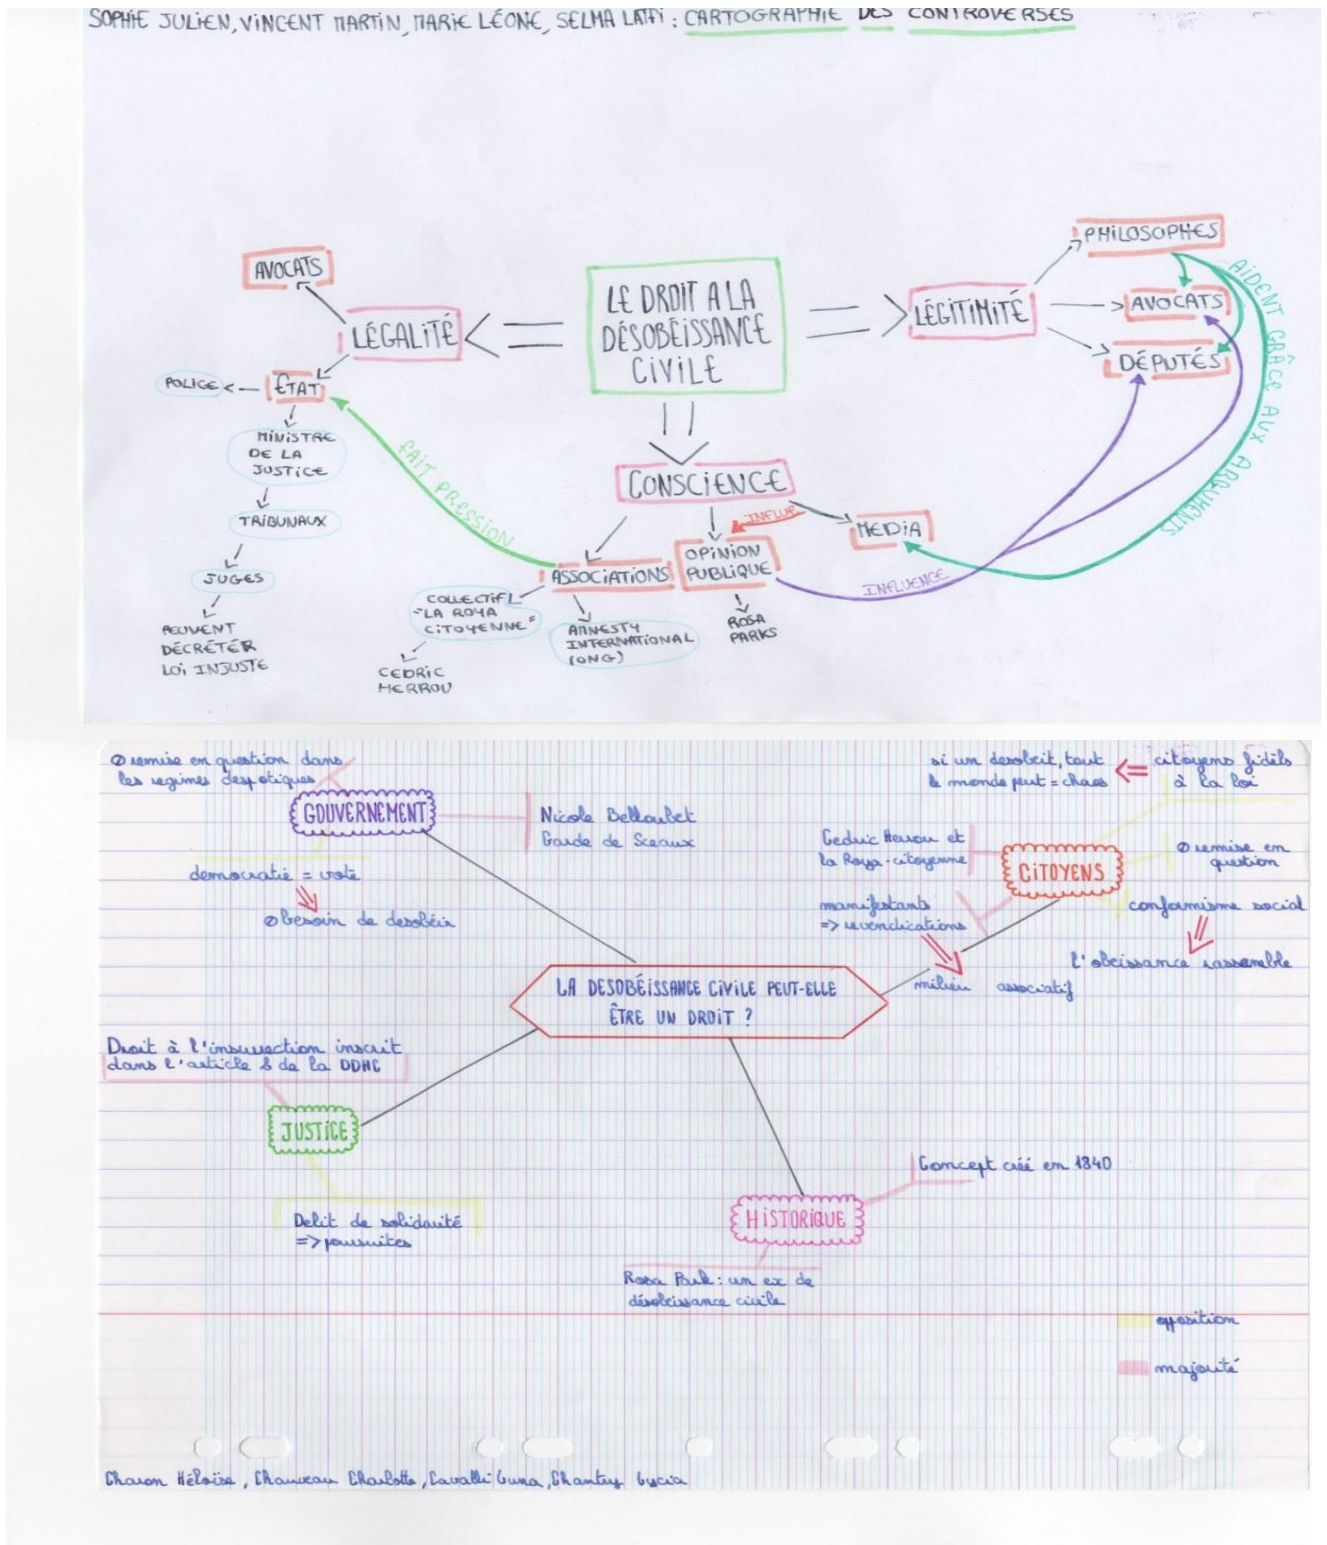 SOPHIE JULIEN, VINCENT MARTIN, MARIE LÉONE, SELMA LATFI : CARTOGRAPHIE DES CONTROVERSES
PHILOSOPHES
AVOCATS
LE DROIT A LA
DÉSOBÉISSANCE
CIVILE
LÉGALITÉ
LÉGITIMITÉ
AVOCATS
DÉPUTÉS
AIDENT GRÂCE AUX ARGUMENTS
POLICE
ÉTAT
MINISTRE
DE LA
JUSTICE
TRIBUNAUX
JUGES
PEUVENT
DÉCRÉTER
LOI INJUSTE
FAIT PRESSION
CONSCIENCE
INFLUE
MEDIA
ASSOCIATIONS
OPINION
PUBLIQUE
INFLUENCE
COLLECTIF
"LA ROYA
CITOYENNE"
CEDRIC
HERROU
AMNESTY
INTERNATIONAL
(ONG)
ROSA
PARKS
Ø remise en question dans
les regimes despotiques
GOUVERNEMENT
Nicole Belloubet
Garde de Sceaux
democratie = vote
Ø besoin de desobéir
si un desobeit, tout
le monde peut = chaos
citoyens fidèls
à la loi
Cedric Herrou et
la Roya-citoyenne
CITOYENS
Ø remise en
question
manifestants
=> revendications
conformisme social
milieu associatif
l'obeissance rassemble
LA DESOBÉISSANCE CIVILE PEUT-ELLE
ÊTRE UN DROIT ?
Droit à l'insurrection inscrit
dans l'article de la DDHC
JUSTICE
Delit de solidarité
=> poursuites
Concept créé en 1840
HISTORIQUE
Rosa Park : un ex de
désobeissance civile
opposition
majorité
Charon Héloïse, Chauveau Charlotte, Cavalli Luna, Chantry Lycia